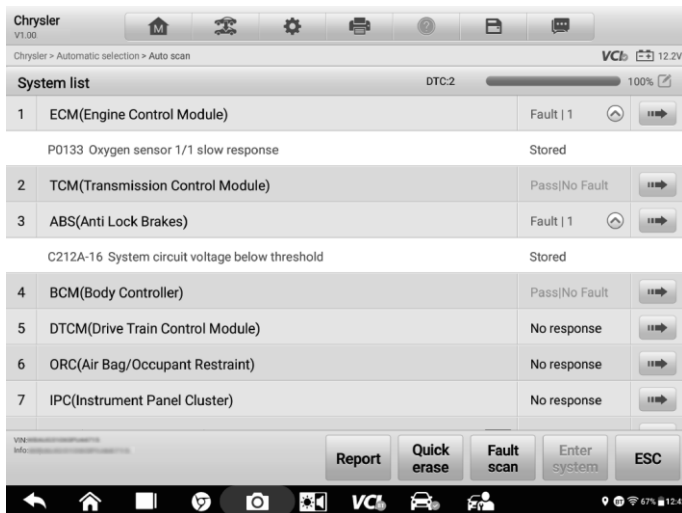 Chrysler
V1.00
M
?
Chrysler > Automatic selection > Auto scan
VCI
12.2V
System list
DTC:2
100%
1 ECM(Engine Control Module) Fault | 1
P0133 Oxygen sensor 1/1 slow response Stored
2 TCM(Transmission Control Module) Pass|No Fault
3 ABS(Anti Lock Brakes) Fault | 1
C212A-16 System circuit voltage below threshold Stored
4 BCM(Body Controller) Pass|No Fault
5 DTCM(Drive Train Control Module) No response
6 ORC(Air Bag/Occupant Restraint) No response
7 IPC(Instrument Panel Cluster) No response
VIN:
Info:
Report
Quick erase
Fault scan
Enter system
ESC
VCI
BT
67%
12:4